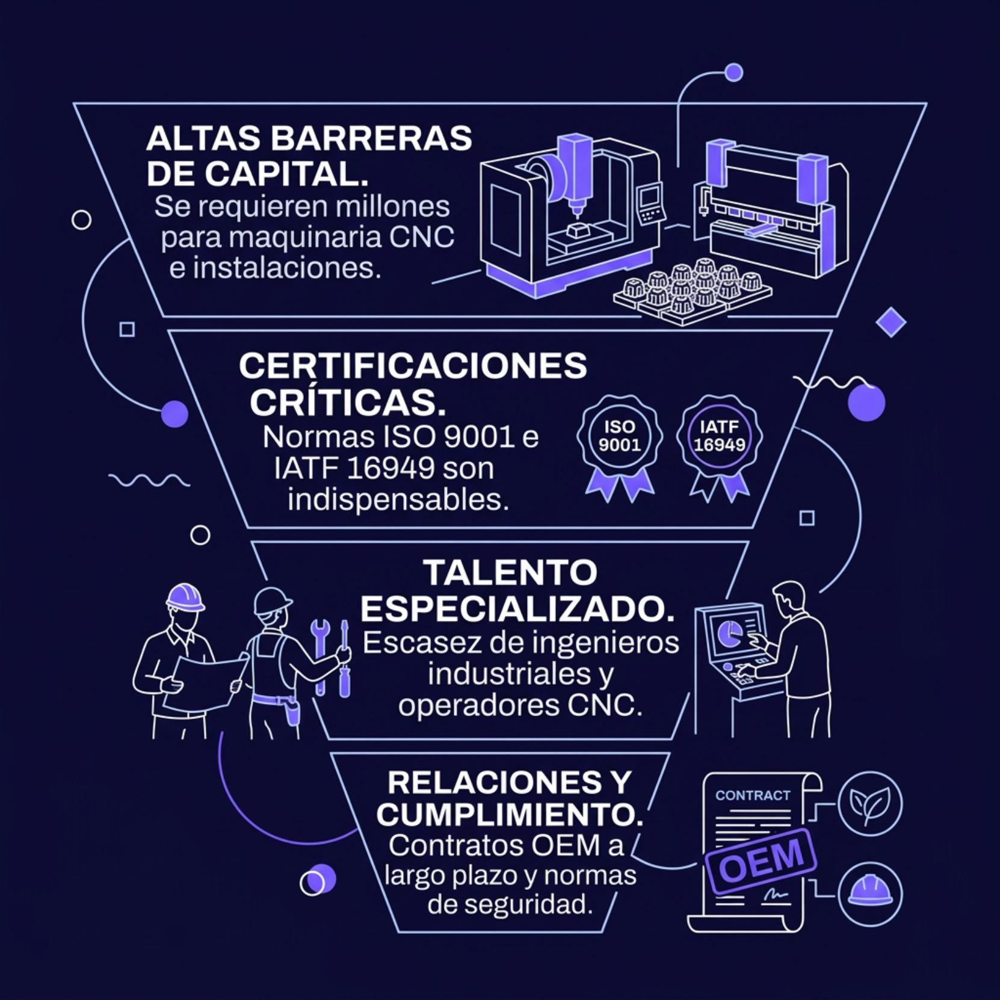 ALTAS BARRERAS
DE CAPITAL.
Se requieren millones
para maquinaria CNC
e instalaciones.
CERTIFICACIONES
CRÍTICAS.
Normas ISO 9001 e
IATF 16949 son
indispensables.
ISO
9001
IATF
16949
TALENTO
ESPECIALIZADO.
Escasez de ingenieros
industriales y
operadores CNC.
RELACIONES Y
CUMPLIMIENTO.
Contratos OEM a
largo plazo y normas
de seguridad.
CONTRACT
OEM